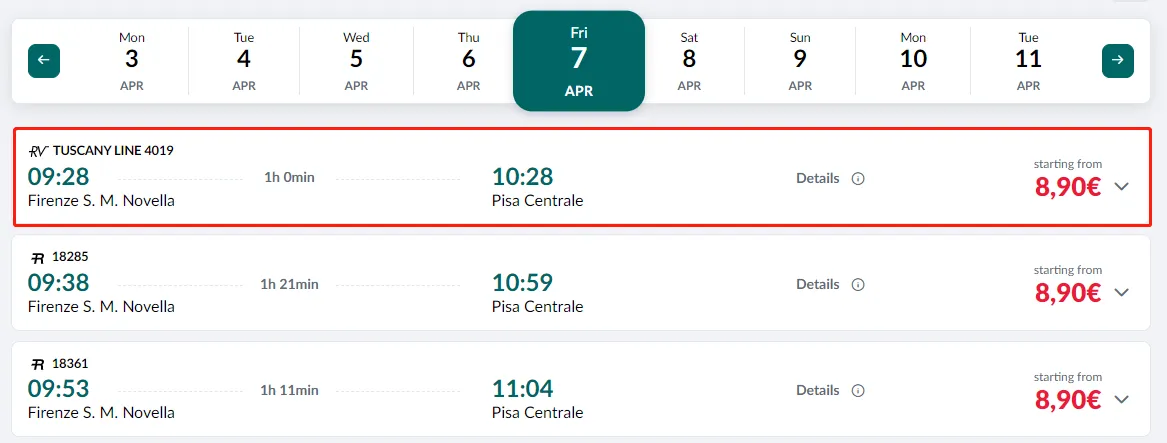 Mon Tue Wed Thu Fri Sat Sun Mon Tue
3 4 5 6 7 8 9 10 11
APR APR APR APR APR APR APR APR APR
RV TUSCANY LINE 4019
09:28 1h 0min 10:28 Details starting from 8,90€
Firenze S. M. Novella Pisa Centrale
R 18285
09:38 1h 21min 10:59 Details starting from 8,90€
Firenze S. M. Novella Pisa Centrale
R 18361
09:53 1h 11min 11:04 Details starting from 8,90€
Firenze S. M. Novella Pisa Centrale